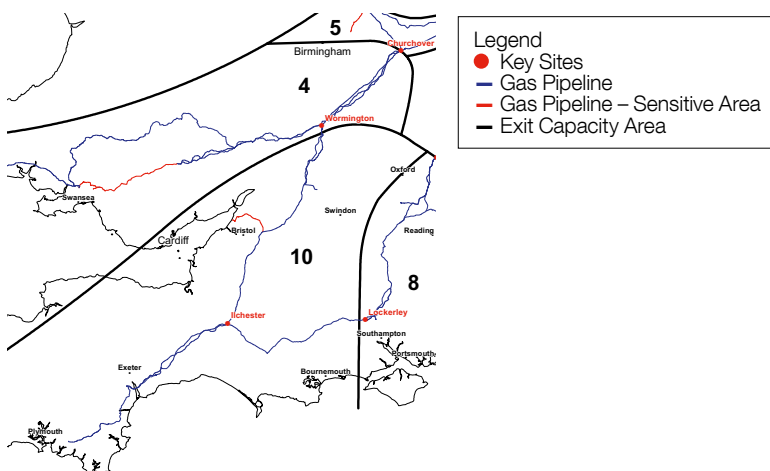 5
Churchover
Birmingham
4
Wormington
Oxford
Swansea
Swindon
Cardiff
Bristol
Reading
10
8
Ilchester
Lockerley
Southampton
Portsmouth
Exeter
Bournemouth
Plymouth
Legend
Key Sites
Gas Pipeline
Gas Pipeline – Sensitive Area
Exit Capacity Area